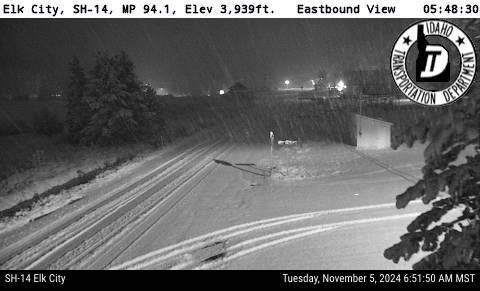 Elk City, SH-14, MP 94.1, Elev 3,939ft. Eastbound View 05:48:30
IDAHO
TRANSPORTATION DEPARTMENT
SH-14 Elk City Tuesday, November 5, 2024 6:51:50 AM MST